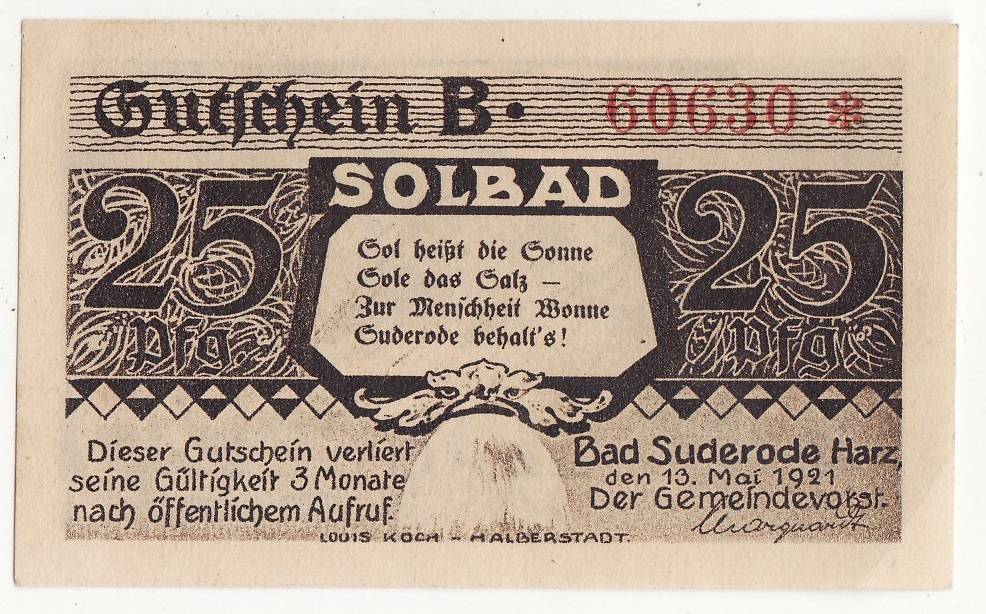 Gutschein B. 60630 *
SOLBAD
25 Pfg
Sol heißt die Sonne
Sole das Salz –
Zur Menschheit Wonne
Suderode behalt's!
25 Pfg
Dieser Gutschein verliert
seine Gültigkeit 3 Monate
nach öffentlichem Aufruf.
Bad Suderode Harz,
den 13. Mai 1921
Der Gemeindevorst.
Marquardt
LOUIS KOCH – HALBERSTADT.